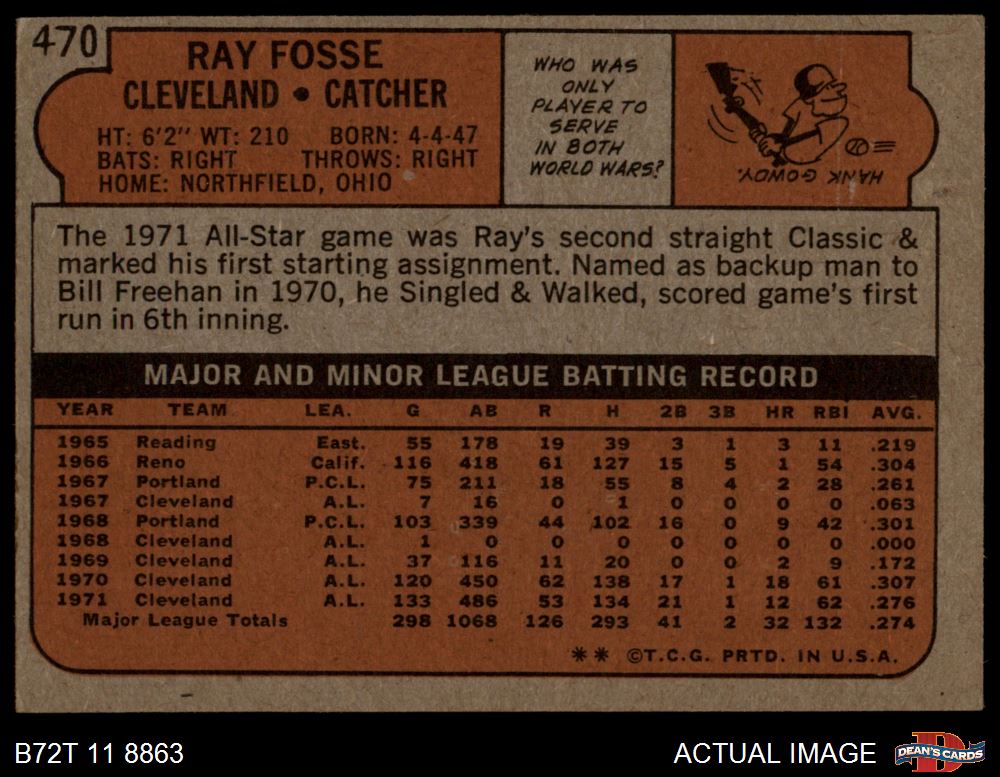 470
RAY FOSSE
CLEVELAND • CATCHER
HT: 6'2" WT: 210 BORN: 4-4-47
BATS: RIGHT THROWS: RIGHT
HOME: NORTHFIELD, OHIO
WHO WAS
ONLY
PLAYER TO
SERVE
IN BOTH
WORLD WARS?
HANK GOWDY.
The 1971 All-Star game was Ray's second straight Classic &
marked his first starting assignment. Named as backup man to
Bill Freehan in 1970, he Singled & Walked, scored game's first
run in 6th inning.
MAJOR AND MINOR LEAGUE BATTING RECORD
YEAR TEAM LEA. G AB R H 2B 3B HR RBI AVG.
1965 Reading East. 55 178 19 39 3 1 3 11 .219
1966 Reno Calif. 116 418 61 127 15 5 1 54 .304
1967 Portland P.C.L. 75 211 18 55 8 4 2 28 .261
1967 Cleveland A.L. 7 16 0 1 0 0 0 0 .063
1968 Portland P.C.L. 103 339 44 102 16 0 9 42 .301
1968 Cleveland A.L. 1 0 0 0 0 0 0 0 .000
1969 Cleveland A.L. 37 116 11 20 0 0 2 9 .172
1970 Cleveland A.L. 120 450 62 138 17 1 18 61 .307
1971 Cleveland A.L. 133 486 53 134 21 1 12 62 .276
Major League Totals 298 1068 126 293 41 2 32 132 .274
** ©T.C.G. PRTD. IN U.S.A.
B72T 11 8863
ACTUAL IMAGE
D
DEAN'S CARDS